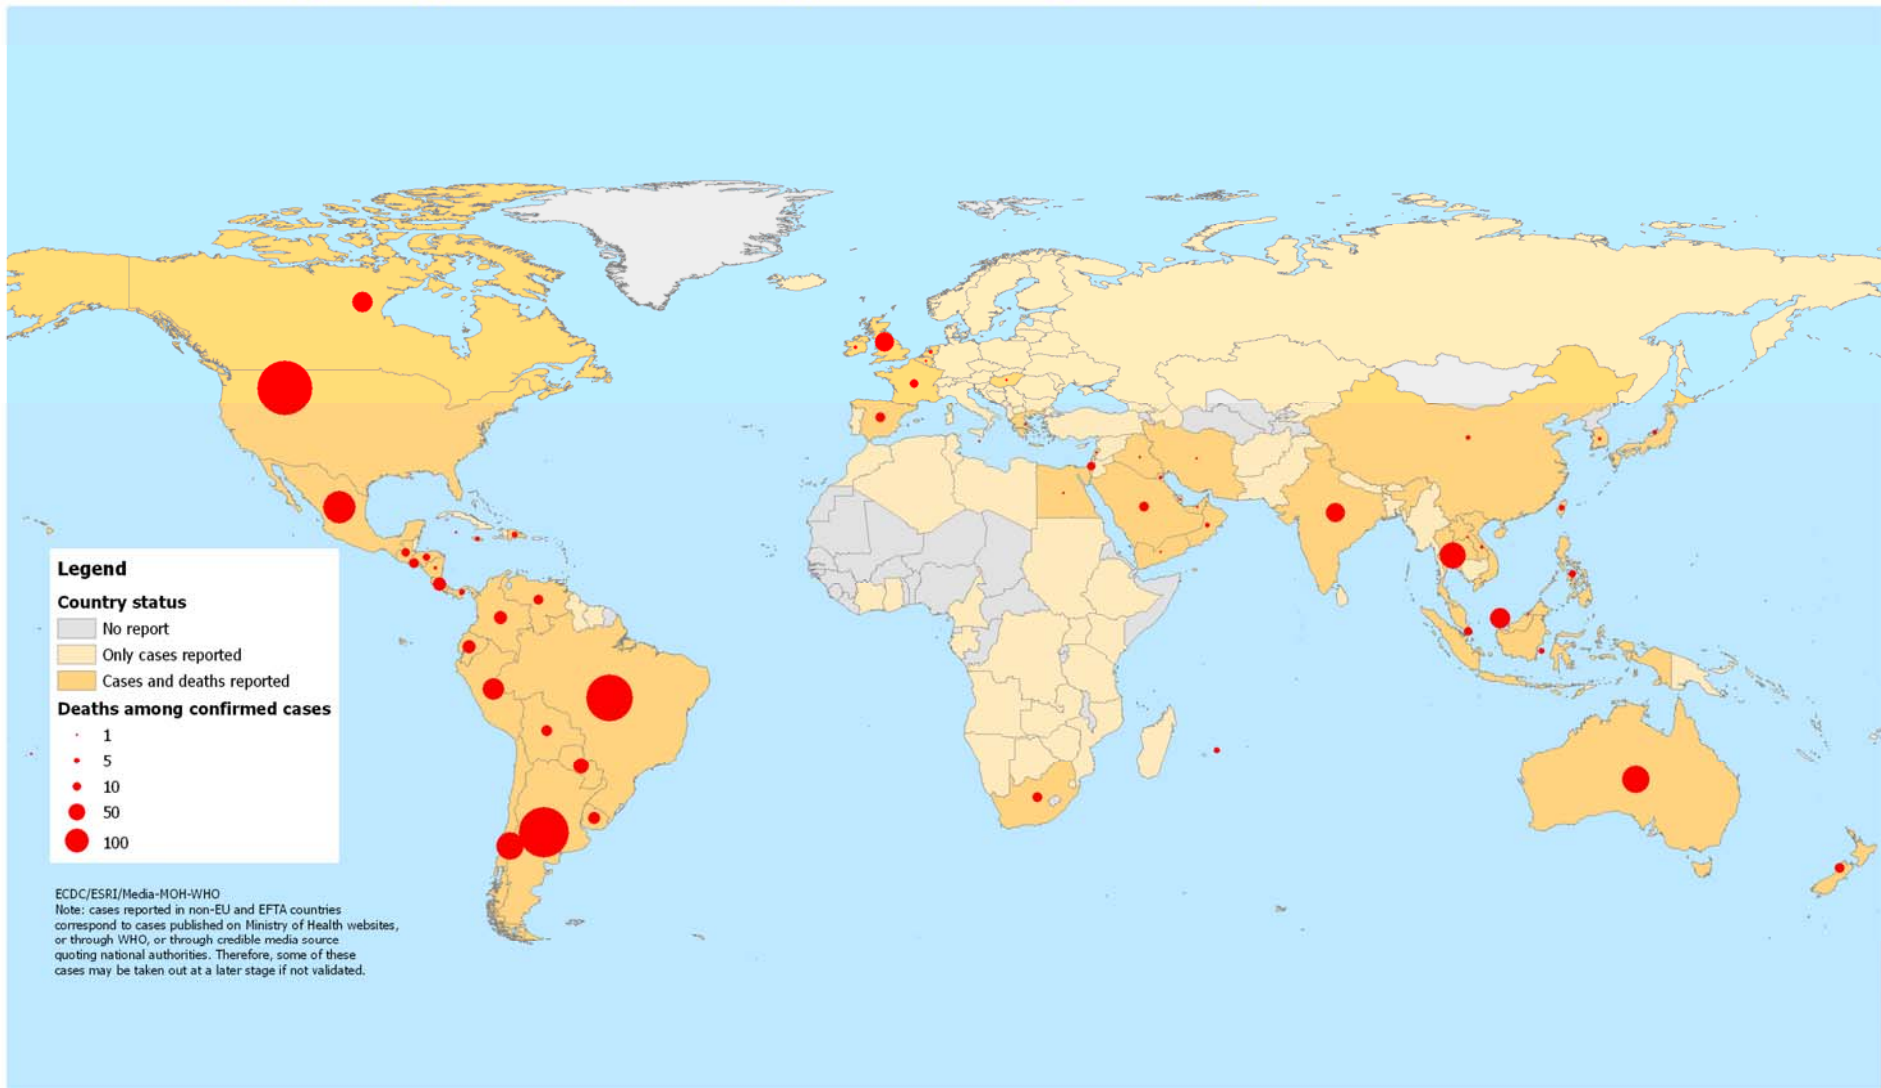 Legend
Country status
No report
Only cases reported
Cases and deaths reported
Deaths among confirmed cases
1
5
10
50
100
ECDC/ESRI/Media-MOH-WHO
Note: cases reported in non-EU and EFTA countries
correspond to cases published on Ministry of Health websites,
or through WHO, or through credible media source
quoting national authorities. Therefore, some of these
cases may be taken out at a later stage if not validated.